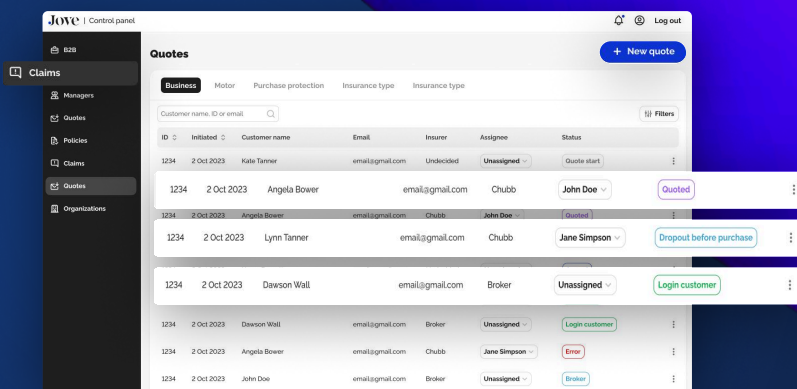 Jove | Control panel
Log out
B2B
Claims
Managers
Quotes
Policies
Claims
Quotes
Organizations
Quotes
+ New quote
Business Motor Purchase protection Insurance type Insurance type
Customer name, ID or email
Filters
ID Initiated Customer name Email Insurer Assignee Status
1234 2 Oct 2023 Kate Tanner email@gmail.com Undecided Unassigned Quote start
1234 2 Oct 2023 Angela Bower email@gmail.com Chubb John Doe Quoted
1234 2 Oct 2023 Angela Bower email@gmail.com Chubb John Doe Quoted
1234 2 Oct 2023 Lynn Tanner email@gmail.com Chubb Jane Simpson Dropout before purchase
1234 2 Oct 2023 Dawson Wall email@gmail.com Broker Unassigned Login customer
1234 2 Oct 2023 Dawson Wall email@gmail.com Broker Unassigned Login customer
1234 2 Oct 2023 Angela Bower email@gmail.com Chubb Jane Simpson Error
1234 2 Oct 2023 John Doe email@gmail.com Broker Unassigned Broker